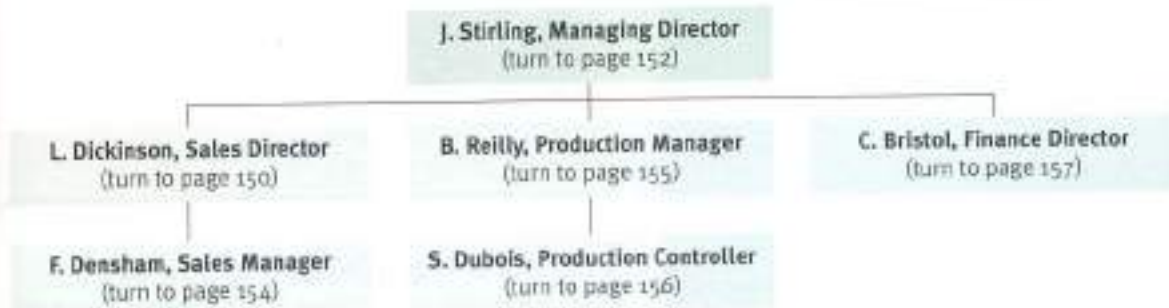 J. Stirling, Managing Director
(turn to page 152)
L. Dickinson, Sales Director
(turn to page 150)
B. Reilly, Production Manager
(turn to page 155)
C. Bristol, Finance Director
(turn to page 157)
F. Densham, Sales Manager
(turn to page 154)
S. Dubois, Production Controller
(turn to page 156)